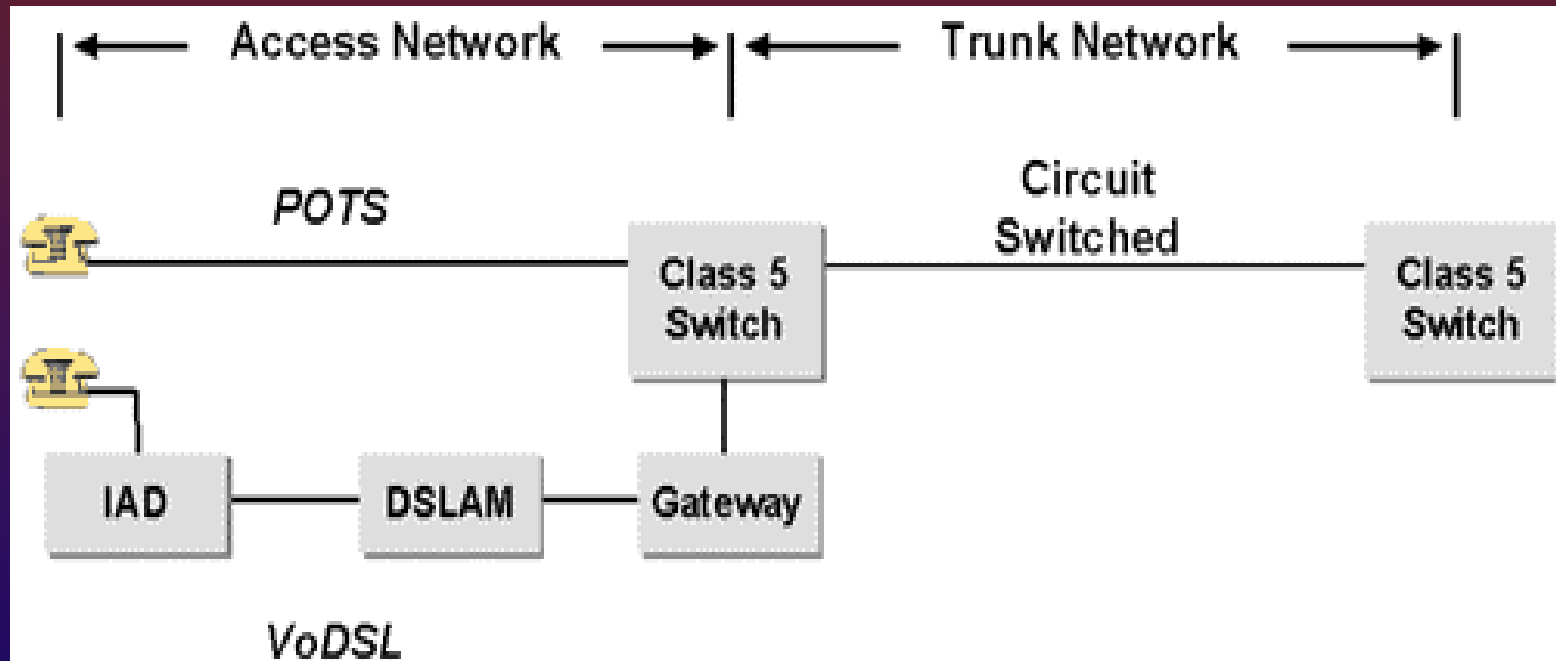 Access Network
Trunk Network
POTS
Circuit
Switched
Class 5
Switch
Class 5
Switch
IAD
DSLAM
Gateway
VoDSL